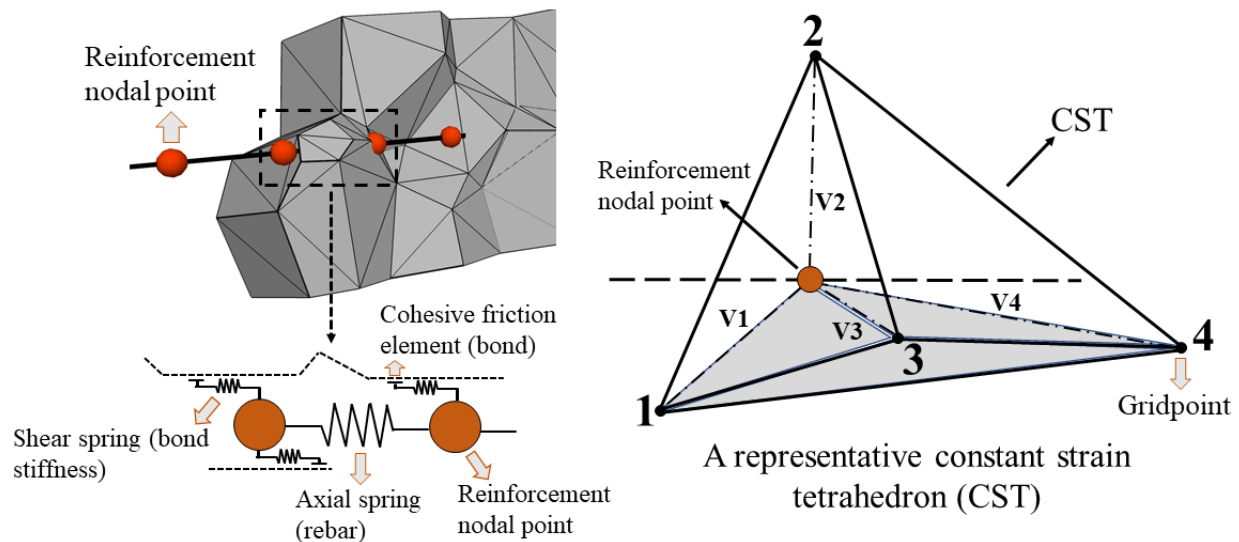 Reinforcement
nodal point
Cohesive friction
element (bond)
Shear spring (bond
stiffness)
Axial spring
(rebar)
Reinforcement
nodal point
2
CST
Reinforcement
nodal point
V2
V1
V3
V4
3
4
1
Gridpoint
A representative constant strain
tetrahedron (CST)